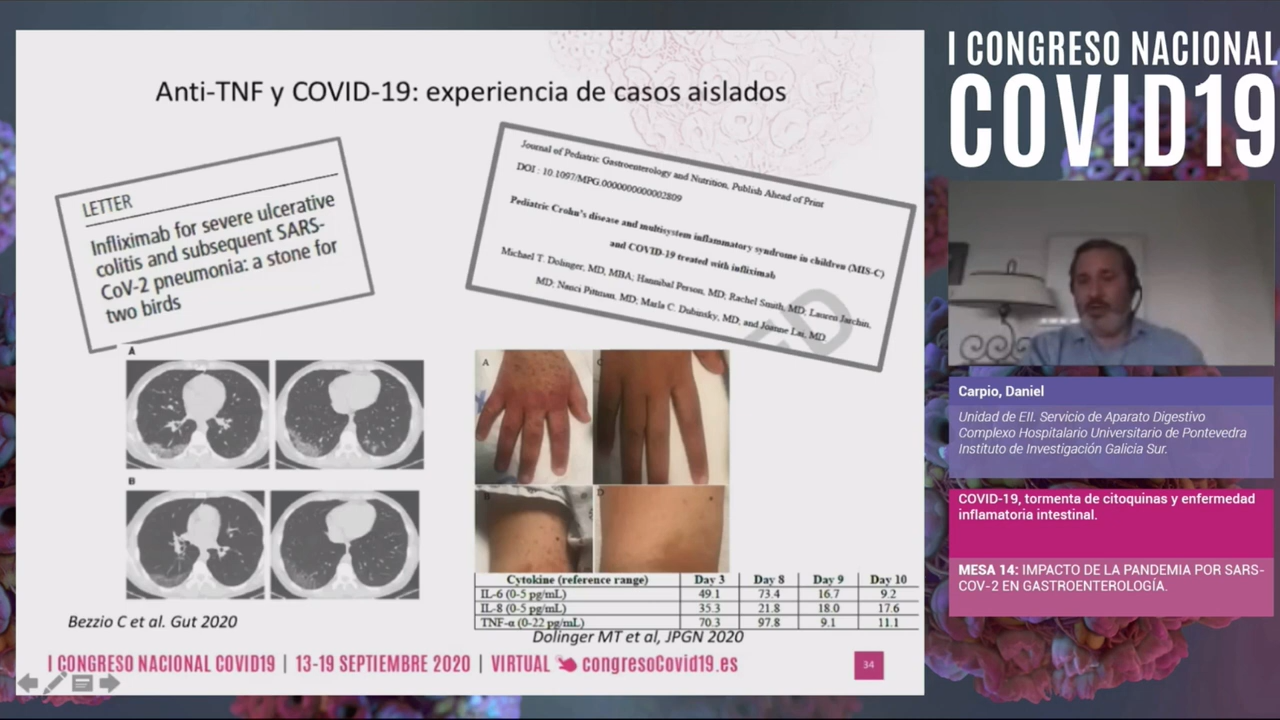 Anti-TNF y COVID-19: experiencia de casos aislados
LETTER
Infliximab for severe ulcerative
colitis and subsequent SARS-
CoV-2 pneumonia: a stone for
two birds
Journal of Pediatric Gastroenterology and Nutrition, Publish Ahead of Print
DOI : 10.1097/MPG.0000000000002809
Pediatric Crohn's disease and multisystem inflammatory syndrome in children (MIS-C)
and COVID-19 treated with infliximab
Michael T. Dolinger, MD, MBA; Hannibal Person, MD; Rachel Smith, MD; Lauren Jarchin,
MD; Nanci Pittman, MD; Marla C. Dubinsky, MD; and Joanne Lai, MD
A
B
A
C
B
D
Cytokine (reference range) Day 3 Day 8 Day 9 Day 10
IL-6 (0-5 pg/mL) 49.1 73.4 16.7 9.2
IL-8 (0-5 pg/mL) 35.3 21.8 18.0 17.6
TNF-α (0-22 pg/mL) 70.3 97.8 9.1 11.1
Bezzio C et al. Gut 2020
Dolinger MT et al, JPGN 2020
I CONGRESO NACIONAL COVID19 | 13-19 SEPTIEMBRE 2020 | VIRTUAL congresoCovid19.es
34
I CONGRESO NACIONAL
COVID19
Carpio, Daniel
Unidad de EII. Servicio de Aparato Digestivo
Complexo Hospitalario Universitario de Pontevedra
Instituto de Investigación Galicia Sur.
COVID-19, tormenta de citoquinas y enfermedad
inflamatoria intestinal.
MESA 14: IMPACTO DE LA PANDEMIA POR SARS-
COV-2 EN GASTROENTEROLOGÍA.